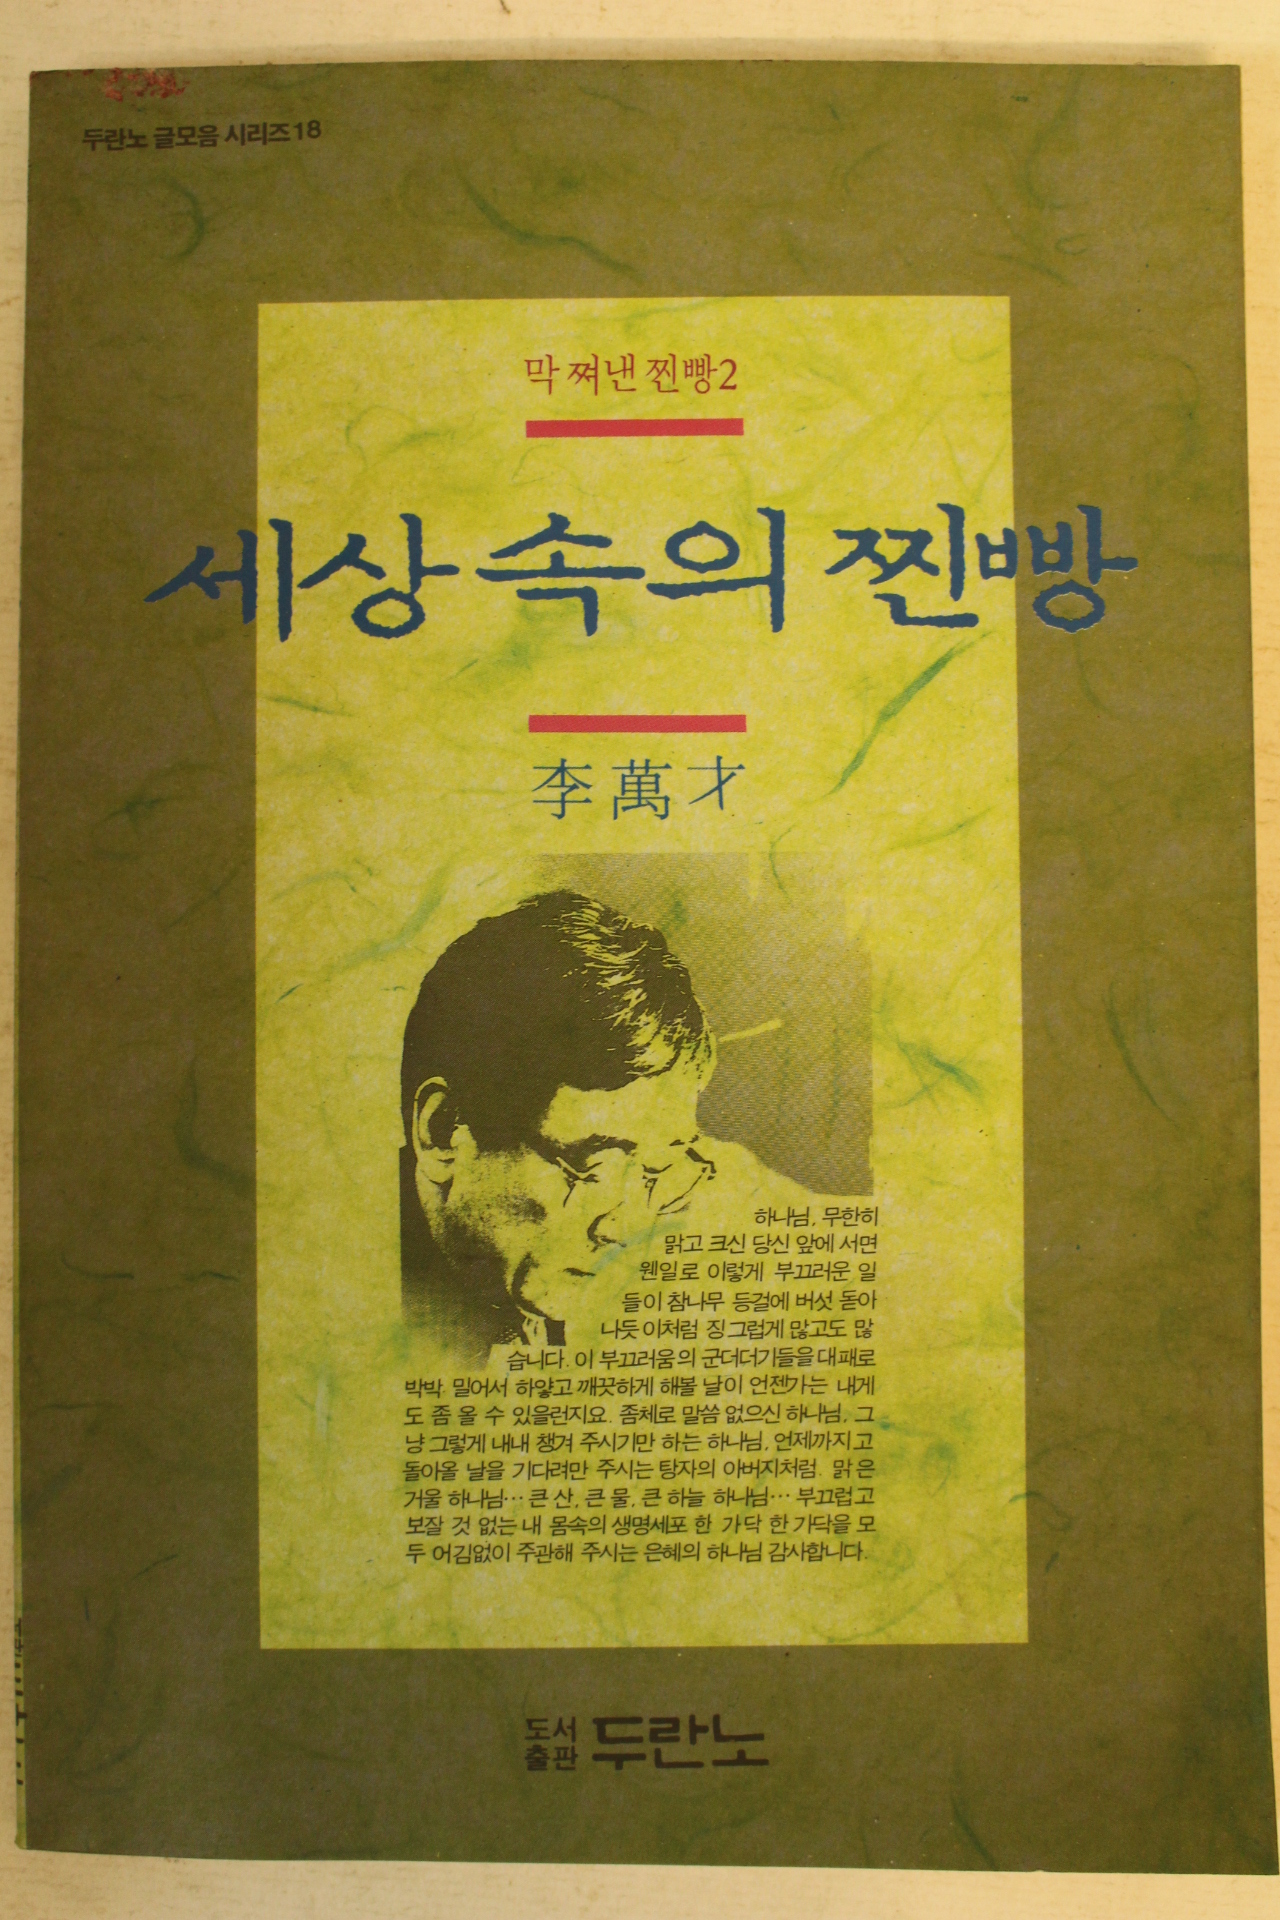 두란노 글모음 시리즈18
막 쪄낸 찐빵2
세상 속의 찐빵
李萬才
하나님, 무한히
맑고 크신 당신 앞에 서면
웬일로 이렇게 부끄러운 일
들이 참나무 등걸에 버섯 돋아
나듯 이처럼 징그럽게 많고도 많
습니다. 이 부끄러움의 군더더기들을 대패로
박박 밀어서 하얗고 깨끗하게 해볼 날이 언젠가는 내게
도 좀 올 수 있을런지요. 좀체로 말씀 없으신 하나님, 그
냥 그렇게 내내 챙겨 주시기만 하는 하나님, 언제까지고
돌아올 날을 기다려만 주시는 탕자의 아버지처럼. 맑은
거울 하나님… 큰 산, 큰 물, 큰 하늘 하나님… 부끄럽고
보잘 것 없는 내 몸속의 생명세포 한 가닥 한 가닥을 모
두 어김없이 주관해 주시는 은혜의 하나님 감사합니다.
도서
출판 두란노